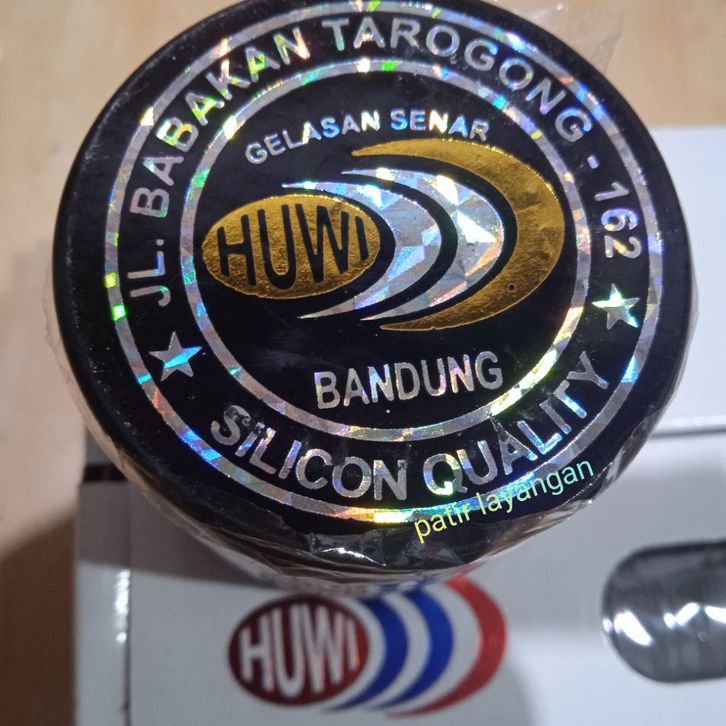 JL. BABAKAN TAROGONG - 162
GELASAN SENAR
HUWI
BANDUNG
SILICON QUALITY
patir layangan
HUWI